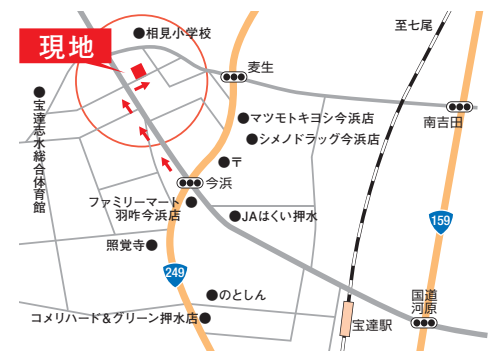 至七尾
相見小学校
現地
麦生
宝達志水総合体育館
マツモトキヨシ今浜店
南吉田
シメノドラッグ今浜店
〒
今浜
ファミリーマート
羽咋今浜店
JAはくい押水
159
照覚寺
249
のとしん
国道
河原
コメリハード&グリーン押水店
宝達駅